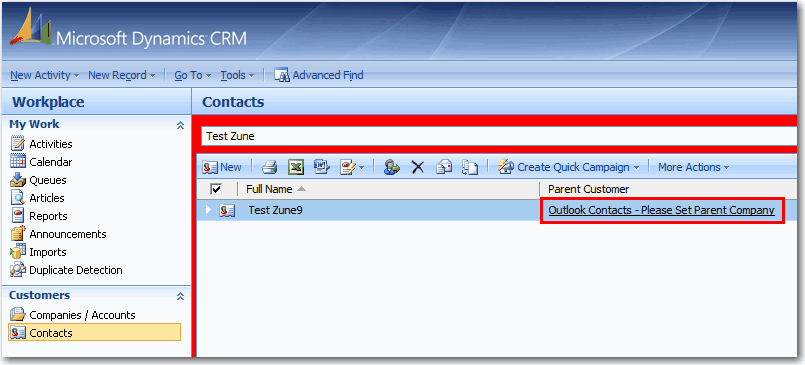 Microsoft Dynamics CRM
New Activity New Record Go To Tools Advanced Find
Workplace
Contacts
My Work
Activities
Calendar
Queues
Articles
Reports
Announcements
Imports
Duplicate Detection
Customers
Companies / Accounts
Contacts
Test Zune
New Create Quick Campaign More Actions
Full Name Parent Customer
Test Zune9 Outlook Contacts - Please Set Parent Company